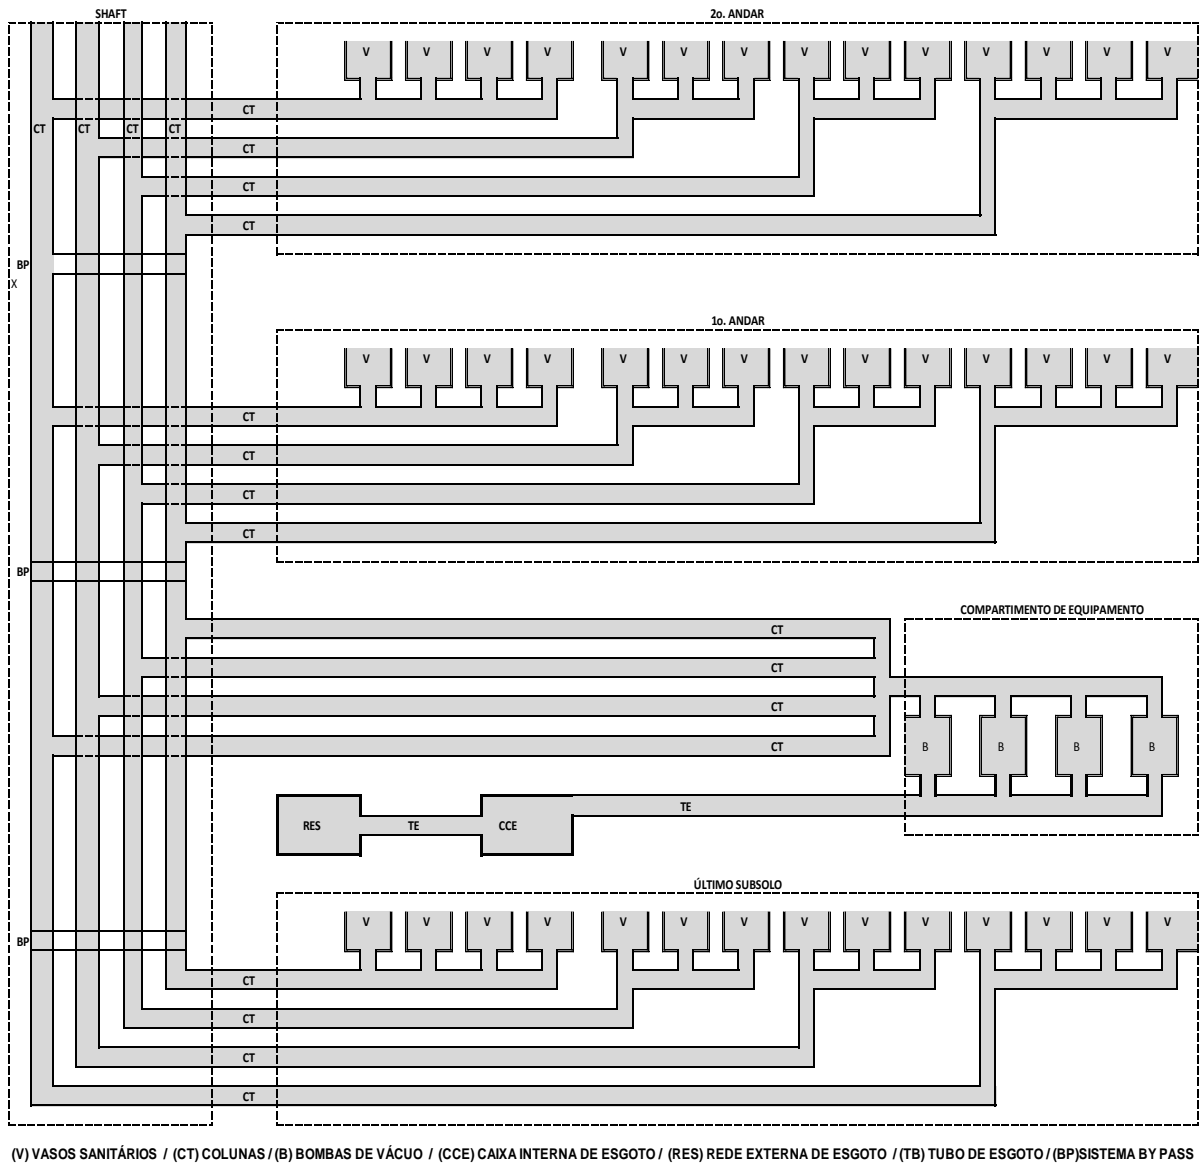 SHAFT
2o. ANDAR
V V V V V V V V V V V V V V
CT
CT CT CT CT
CT
CT
CT
BP
X
1o. ANDAR
V V V V V V V V V V V V V V
CT
CT
CT
CT
BP
COMPARTIMENTO DE EQUIPAMENTO
CT
CT
CT
CT
B B B B
TE
RES TE CCE
ÚLTIMO SUBSOLO
V V V V V V V V V V V V V V
BP
CT
CT
CT
CT
(V) VASOS SANITÁRIOS / (CT) COLUNAS / (B) BOMBAS DE VÁCUO / (CCE) CAIXA INTERNA DE ESGOTO / (RES) REDE EXTERNA DE ESGOTO / (TB) TUBO DE ESGOTO / (BP)SISTEMA BY PASS